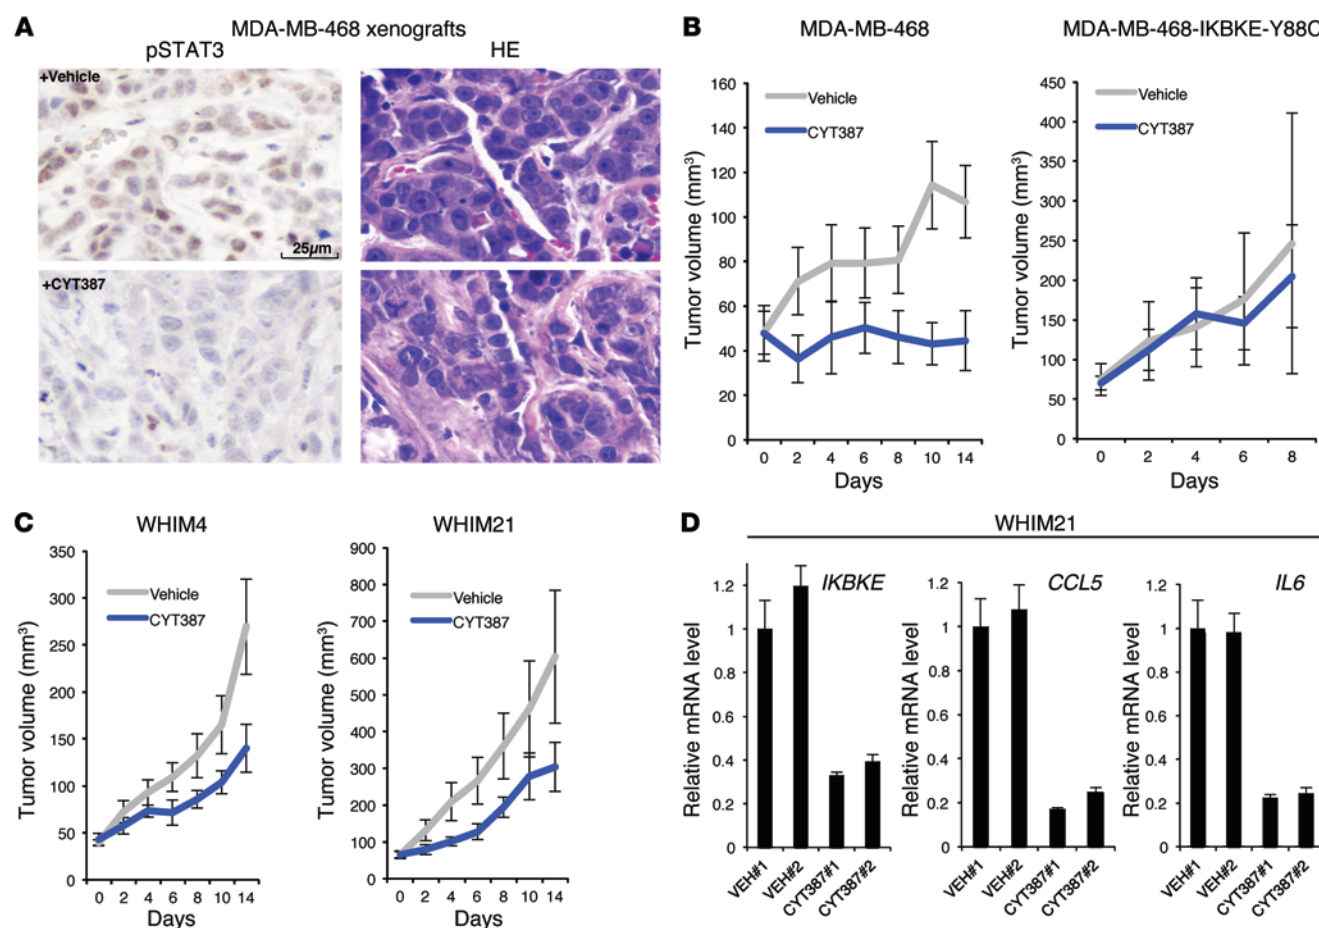 A
MDA-MB-468 xenografts
pSTAT3
HE
+Vehicle
25µm
+CYT387
B
MDA-MB-468
Tumor volume (mm³)
160
140
120
100
80
60
40
20
0
Vehicle
CYT387
0 2 4 6 8 10 14
Days
MDA-MB-468-IKBKE-Y88C
Tumor volume (mm³)
450
400
350
300
250
200
150
100
50
0
Vehicle
CYT387
0 2 4 6 8
Days
C
WHIM4
Tumor volume (mm³)
350
300
250
200
150
100
50
0
Vehicle
CYT387
0 2 4 6 8 10 14
Days
WHIM21
Tumor volume (mm³)
900
800
700
600
500
400
300
200
100
0
Vehicle
CYT387
0 2 4 6 8 10 14
Days
D
WHIM21
IKBKE
Relative mRNA level
1.2
1
0.8
0.6
0.4
0.2
0
VEH#1
VEH#2
CYT387#1
CYT387#2
CCL5
Relative mRNA level
1.2
1
0.8
0.6
0.4
0.2
0
VEH#1
VEH#2
CYT387#1
CYT387#2
IL6
Relative mRNA level
1.2
1
0.8
0.6
0.4
0.2
0
VEH#1
VEH#2
CYT387#1
CYT387#2